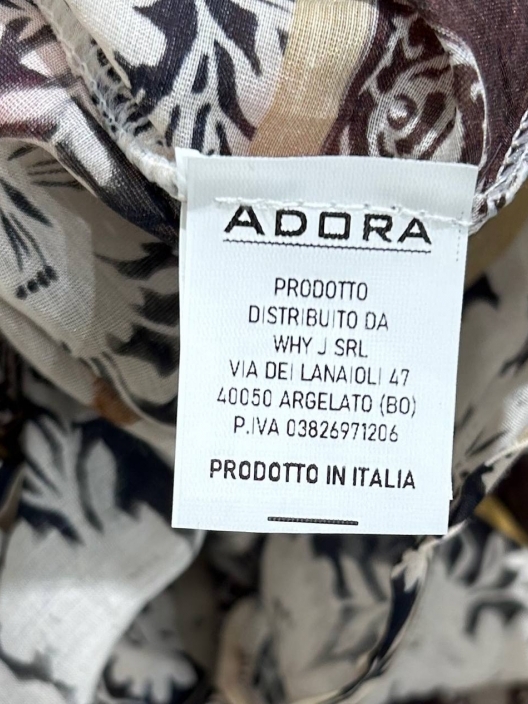 ADORA
PRODOTTO
DISTRIBUITO DA
WHY J SRL
VIA DEI LANAIOLI 47
40050 ARGELATO (BO)
P.IVA 03826971206
PRODOTTO IN ITALIA